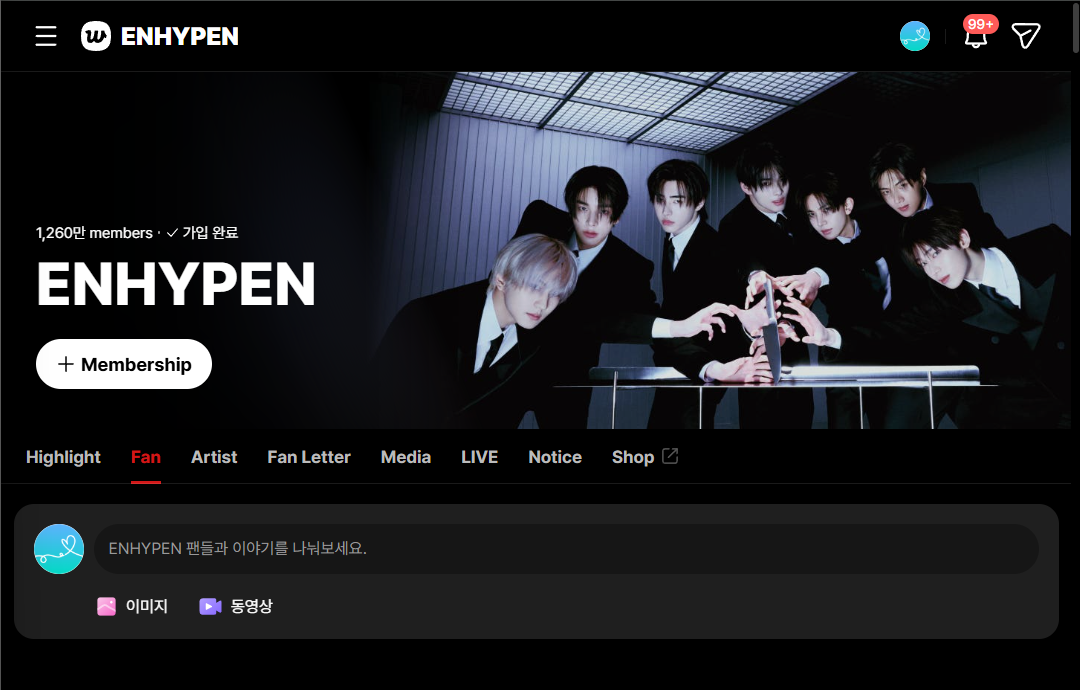 ENHYPEN
99+
1,260만 members · ✓ 가입 완료
ENHYPEN
+ Membership
Highlight Fan Artist Fan Letter Media LIVE Notice Shop
ENHYPEN 팬들과 이야기를 나눠보세요.
이미지 동영상